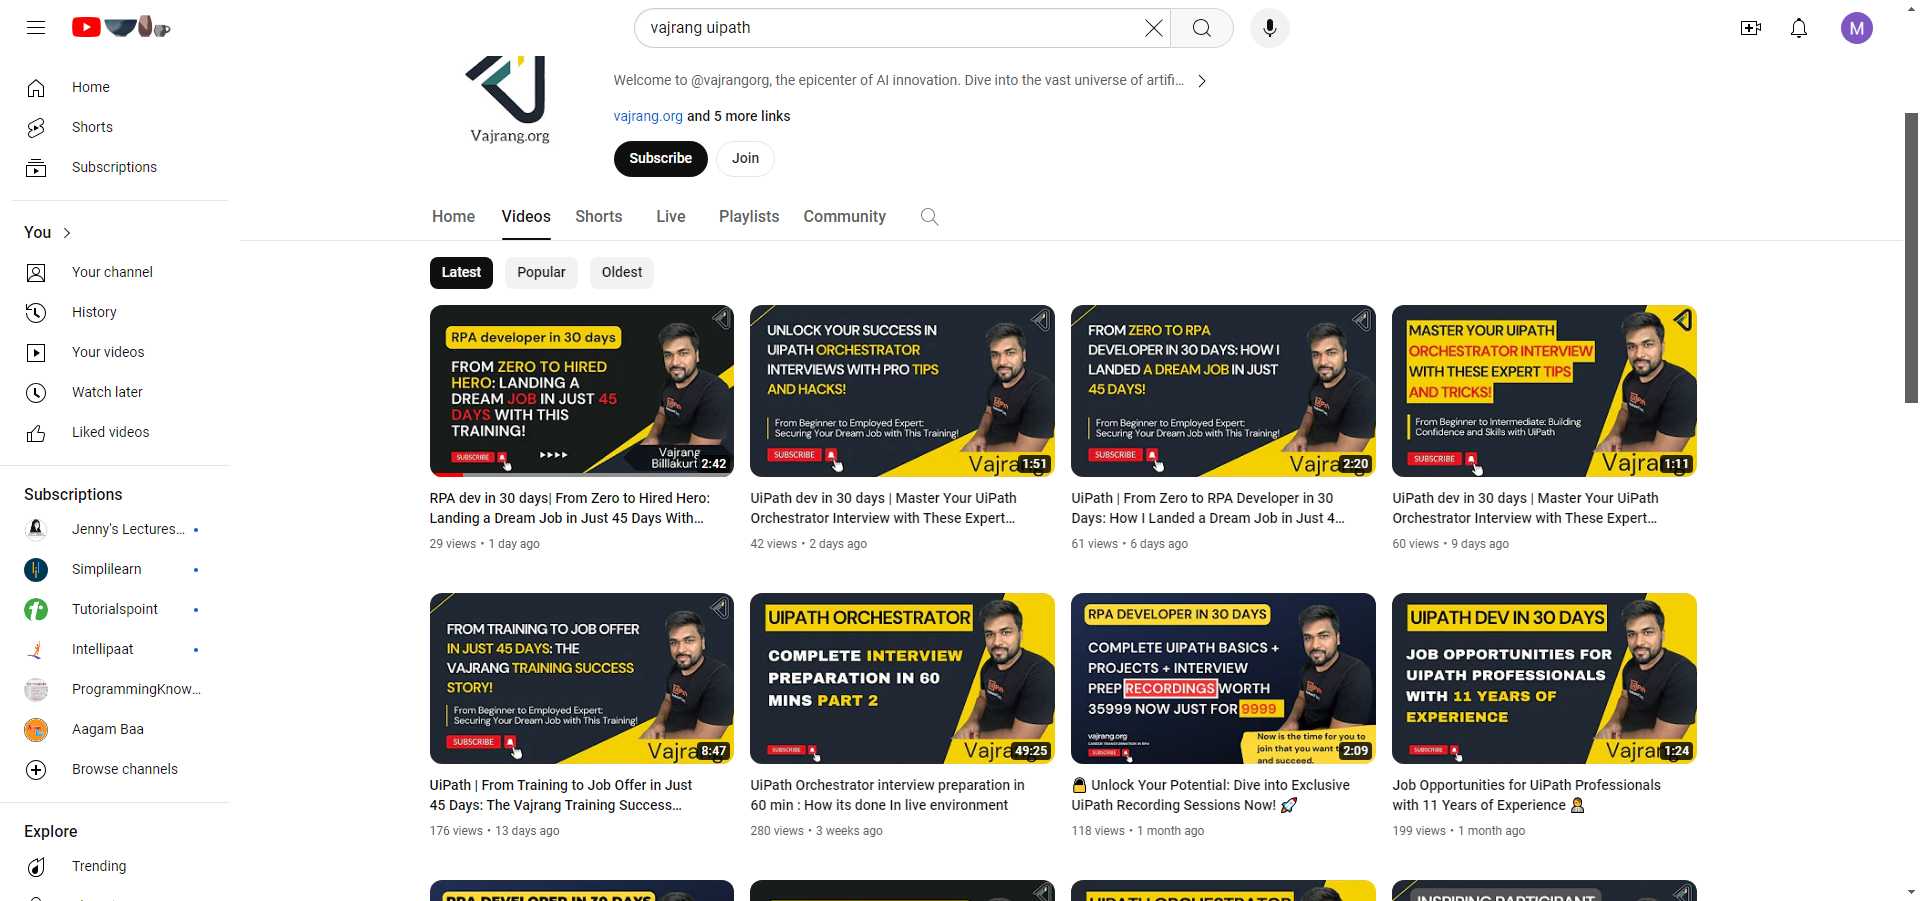 vajrang uipath
M
Home
Shorts
Subscriptions
You
Your channel
History
Your videos
Watch later
Liked videos
Subscriptions
Jenny's Lectures...
Simplilearn
Tutorialspoint
Intellipaat
ProgrammingKnow...
Aagam Baa
Browse channels
Explore
Trending
Vajrang.org
Welcome to @vajrangorg, the epicenter of AI innovation. Dive into the vast universe of artifi...
vajrang.org and 5 more links
Subscribe Join
Home Videos Shorts Live Playlists Community
Latest Popular Oldest
RPA developer in 30 days
FROM ZERO TO HIRED
HERO: LANDING A
DREAM JOB IN JUST 45
DAYS WITH THIS
TRAINING!
SUBSCRIBE
Vajrang
Billlakurt
2:42
RPA dev in 30 days| From Zero to Hired Hero:
Landing a Dream Job in Just 45 Days With...
29 views • 1 day ago
UNLOCK YOUR SUCCESS IN
UIPATH ORCHESTRATOR
INTERVIEWS WITH PRO TIPS
AND HACKS!
From Beginner to Employed Expert:
Securing Your Dream Job with This Training!
SUBSCRIBE
1:51
UiPath dev in 30 days | Master Your UiPath
Orchestrator Interview with These Expert...
42 views • 2 days ago
FROM ZERO TO RPA
DEVELOPER IN 30 DAYS: HOW I
LANDED A DREAM JOB IN JUST
45 DAYS!
From Beginner to Employed Expert:
Securing Your Dream Job with This Training!
SUBSCRIBE
2:20
UiPath | From Zero to RPA Developer in 30
Days: How I Landed a Dream Job in Just 4...
61 views • 6 days ago
MASTER YOUR UIPATH
ORCHESTRATOR INTERVIEW
WITH THESE EXPERT TIPS
AND TRICKS!
From Beginner to Intermediate: Building
Confidence and Skills with UiPath
SUBSCRIBE
1:11
UiPath dev in 30 days | Master Your UiPath
Orchestrator Interview with These Expert...
60 views • 9 days ago
FROM TRAINING TO JOB OFFER
IN JUST 45 DAYS: THE
VAJRANG TRAINING SUCCESS
STORY!
From Beginner to Employed Expert:
Securing Your Dream Job with This Training!
SUBSCRIBE
8:47
UiPath | From Training to Job Offer in Just
45 Days: The Vajrang Training Success...
176 views • 13 days ago
UIPATH ORCHESTRATOR
COMPLETE INTERVIEW
PREPARATION IN 60
MINS PART 2
SUBSCRIBE
49:25
UiPath Orchestrator interview preparation in
60 min : How its done In live environment
280 views • 3 weeks ago
RPA DEVELOPER IN 30 DAYS
COMPLETE UIPATH BASICS +
PROJECTS + INTERVIEW
PREP RECORDINGS WORTH
35999 NOW JUST FOR 9999
vajrang.org
SUBSCRIBE
Now is the time for you to
join that you want
and succeed.
2:09
Unlock Your Potential: Dive into Exclusive
UiPath Recording Sessions Now!
118 views • 1 month ago
UIPATH DEV IN 30 DAYS
JOB OPPORTUNITIES FOR
UIPATH PROFESSIONALS
WITH 11 YEARS OF
EXPERIENCE
SUBSCRIBE
1:24
Job Opportunities for UiPath Professionals
with 11 Years of Experience
199 views • 1 month ago